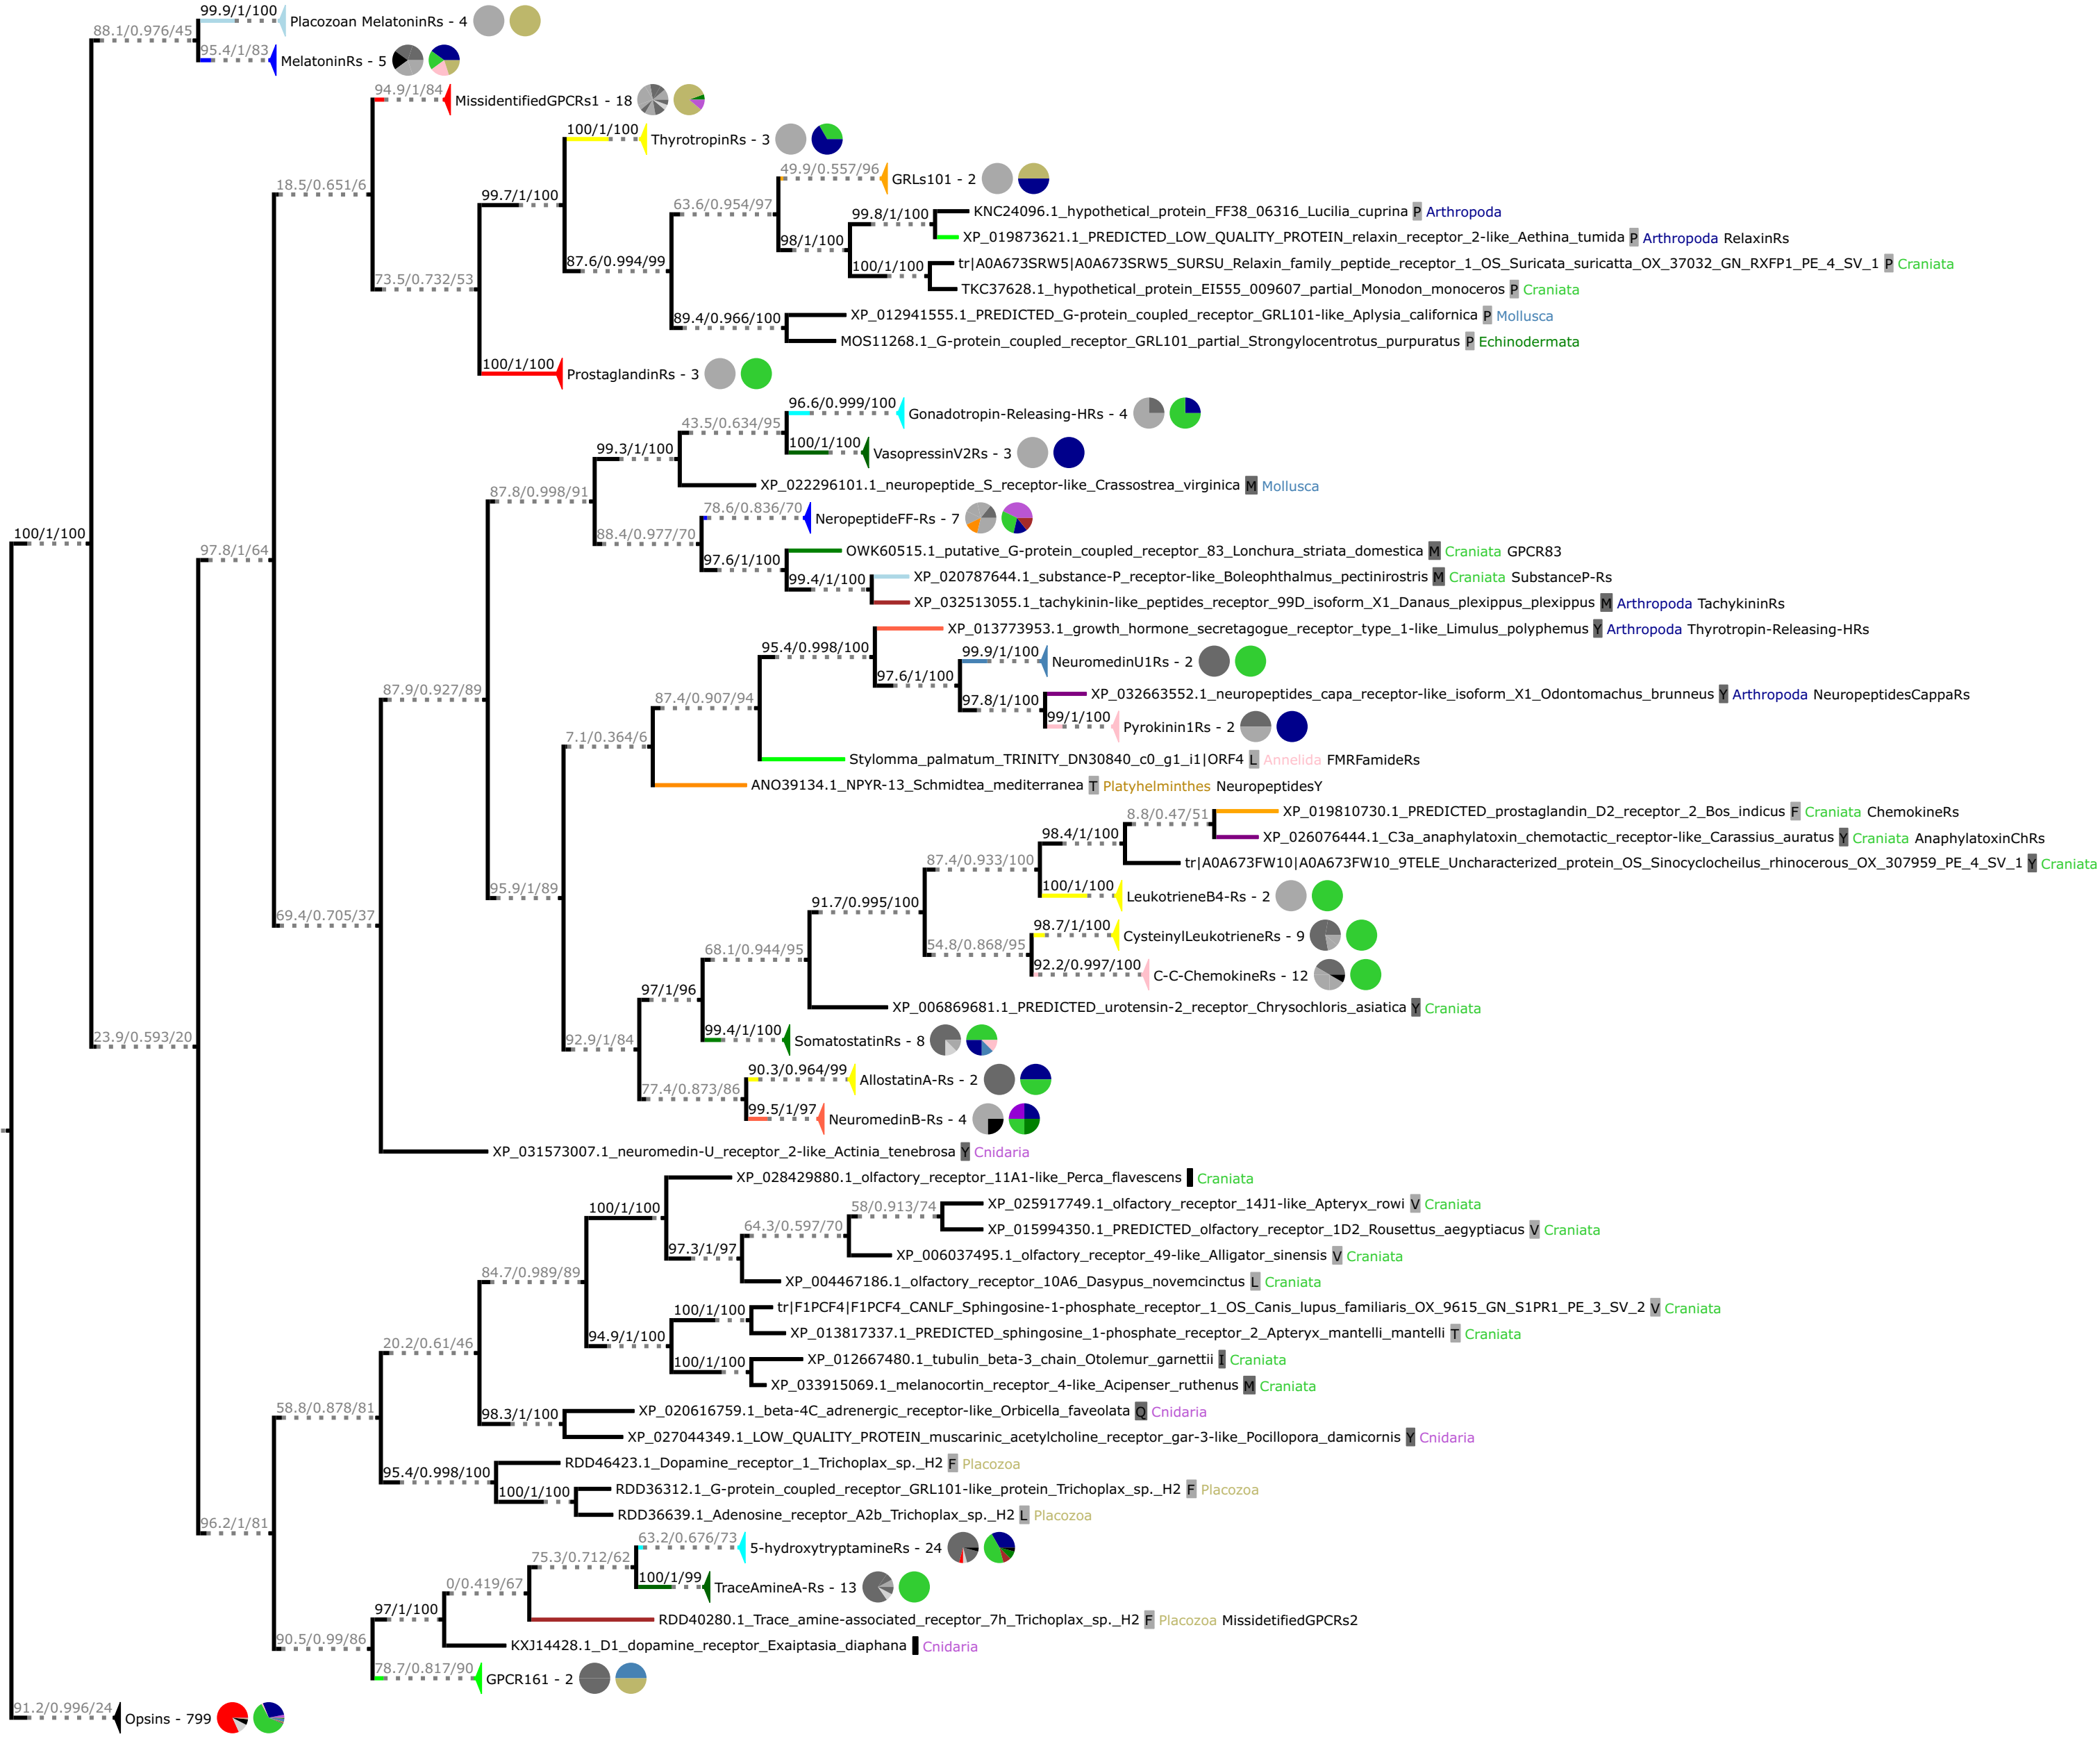 99.9/1/100
Placozoan MelatoninRs - 4
88.1/0.976/45
95.4/1/83
MelatoninRs - 5
94.9/1/84
MissidentifiedGPCRs1 - 18
100/1/100
ThyrotropinRs - 3
49.9/0.557/96
GRLs101 - 2
18.5/0.651/6
99.7/1/100
63.6/0.954/97
99.8/1/100
KNC24096.1_hypothetical_protein_FF38_06316_Lucilia_cuprina P Arthropoda
XP_019873621.1_PREDICTED_LOW_QUALITY_PROTEIN_relaxin_receptor_2-like_Aethina_tumida P Arthropoda RelaxinRs
98/1/100
87.6/0.994/99
100/1/100
tr|A0A673SRW5|A0A673SRW5_SURSU_Relaxin_family_peptide_receptor_1_OS_Suricata_suricatta_OX_37032_GN_RXFP1_PE_4_SV_1 P Craniata
73.5/0.732/53
TKC37628.1_hypothetical_protein_EI555_009607_partial_Monodon_monoceros P Craniata
89.4/0.966/100
XP_012941555.1_PREDICTED_G-protein_coupled_receptor_GRL101-like_Aplysia_californica P Mollusca
MOS11268.1_G-protein_coupled_receptor_GRL101_partial_Strongylocentrotus_purpuratus P Echinodermata
100/1/100
ProstaglandinRs - 3
96.6/0.999/100
Gonadotropin-Releasing-HRs - 4
43.5/0.634/95
100/1/100
VasopressinV2Rs - 3
99.3/1/100
XP_022296101.1_neuropeptide_S_receptor-like_Crassostrea_virginica M Mollusca
87.8/0.998/91
78.6/0.836/70
NeropeptideFF-Rs - 7
88.4/0.977/70
OWK60515.1_putative_G-protein_coupled_receptor_83_Lonchura_striata_domestica M Craniata GPCR83
97.6/1/100
99.4/1/100
XP_020787644.1_substance-P_receptor-like_Boleophthalmus_pectinirostris M Craniata SubstanceP-Rs
XP_032513055.1_tachykinin-like_peptides_receptor_99D_isoform_X1_Danaus_plexippus_plexippus M Arthropoda TachykininRs
100/1/100
XP_013773953.1_growth_hormone_secretagogue_receptor_type_1-like_Limulus_polyphemus Y Arthropoda Thyrotropin-Releasing-HRs
95.4/0.998/100
99.9/1/100
NeuromedinU1Rs - 2
97.6/1/100
87.9/0.927/89
XP_032663552.1_neuropeptides_capa_receptor-like_isoform_X1_Odontomachus_brunneus Y Arthropoda NeuropeptidesCappaRs
87.4/0.907/94
97.8/1/100
99/1/100
Pyrokinin1Rs - 2
7.1/0.364/6
Stylomma_palmatum_TRINITY_DN30840_c0_g1_i1|ORF4 L Annelida FMRFamideRs
ANO39134.1_NPYR-13_Schmidtea_mediterranea T Platyhelminthes NeuropeptidesY
XP_019810730.1_PREDICTED_prostaglandin_D2_receptor_2_Bos_indicus F Craniata ChemokineRs
8.8/0.47/51
98.4/1/100
XP_026076444.1_C3a_anaphylatoxin_chemotactic_receptor-like_Carassius_auratus Y Craniata AnaphylatoxinChRs
87.4/0.933/100
tr|A0A673FW10|A0A673FW10_9TELE_Uncharacterized_protein_OS_Sinocyclocheilus_rhinocerous_OX_307959_PE_4_SV_1 Y Craniata
95.9/1/89
100/1/100
LeukotrieneB4-Rs - 2
69.4/0.705/37
91.7/0.995/100
98.7/1/100
CysteinylLeukotrieneRs - 9
68.1/0.944/95
54.8/0.868/95
92.2/0.997/100
C-C-ChemokineRs - 12
97/1/96
XP_006869681.1_PREDICTED_urotensin-2_receptor_Chrysochloris_asiatica Y Craniata
99.4/1/100
SomatostatinRs - 8
92.9/1/84
23.9/0.593/20
97.8/1/64
90.3/0.964/99
AllostatinA-Rs - 2
77.4/0.873/86
99.5/1/97
NeuromedinB-Rs - 4
XP_031573007.1_neuromedin-U_receptor_2-like_Actinia_tenebrosa Y Cnidaria
XP_028429880.1_olfactory_receptor_11A1-like_Perca_flavescens Craniata
100/1/100
58/0.913/74
XP_025917749.1_olfactory_receptor_14J1-like_Apteryx_rowi V Craniata
64.3/0.597/70
XP_015994350.1_PREDICTED_olfactory_receptor_1D2_Rousettus_aegyptiacus V Craniata
97.3/1/97
XP_006037495.1_olfactory_receptor_49-like_Alligator_sinensis V Craniata
84.7/0.989/89
XP_004467186.1_olfactory_receptor_10A6_Dasypus_novemcinctus L Craniata
100/1/100
tr|F1PCF4|F1PCF4_CANLF_Sphingosine-1-phosphate_receptor_1_OS_Canis_lupus_familiaris_OX_9615_GN_S1PR1_PE_3_SV_2 V Craniata
94.9/1/100
XP_013817337.1_PREDICTED_sphingosine_1-phosphate_receptor_2_Apteryx_mantelli_mantelli T Craniata
20.2/0.61/46
100/1/100
XP_012667480.1_tubulin_beta-3_chain_Otolemur_garnettii I Craniata
XP_033915069.1_melanocortin_receptor_4-like_Acipenser_ruthenus M Craniata
58.8/0.878/81
98.3/1/100
XP_020616759.1_beta-4C_adrenergic_receptor-like_Orbicella_faveolata Q Cnidaria
XP_027044349.1_LOW_QUALITY_PROTEIN_muscarinic_acetylcholine_receptor_gar-3-like_Pocillopora_damicornis Y Cnidaria
95.4/0.998/100
RDD46423.1_Dopamine_receptor_1_Trichoplax_sp._H2 F Placozoa
100/1/100
RDD36312.1_G-protein_coupled_receptor_GRL101-like_protein_Trichoplax_sp._H2 F Placozoa
RDD36639.1_Adenosine_receptor_A2b_Trichoplax_sp._H2 L Placozoa
96.2/1/81
63.2/0.676/73
5-hydroxytryptamineRs - 24
75.3/0.712/62
100/1/99
TraceAmineA-Rs - 13
0/0.419/67
RDD40280.1_Trace_amine-associated_receptor_7h_Trichoplax_sp._H2 F Placozoa MissidetifiedGPCRs2
97/1/100
KXJ14428.1_D1_dopamine_receptor_Exaiptasia_diaphana Cnidaria
90.5/0.99/86
78.7/0.817/90
GPCR161 - 2
91.2/0.996/24
Opsins - 799